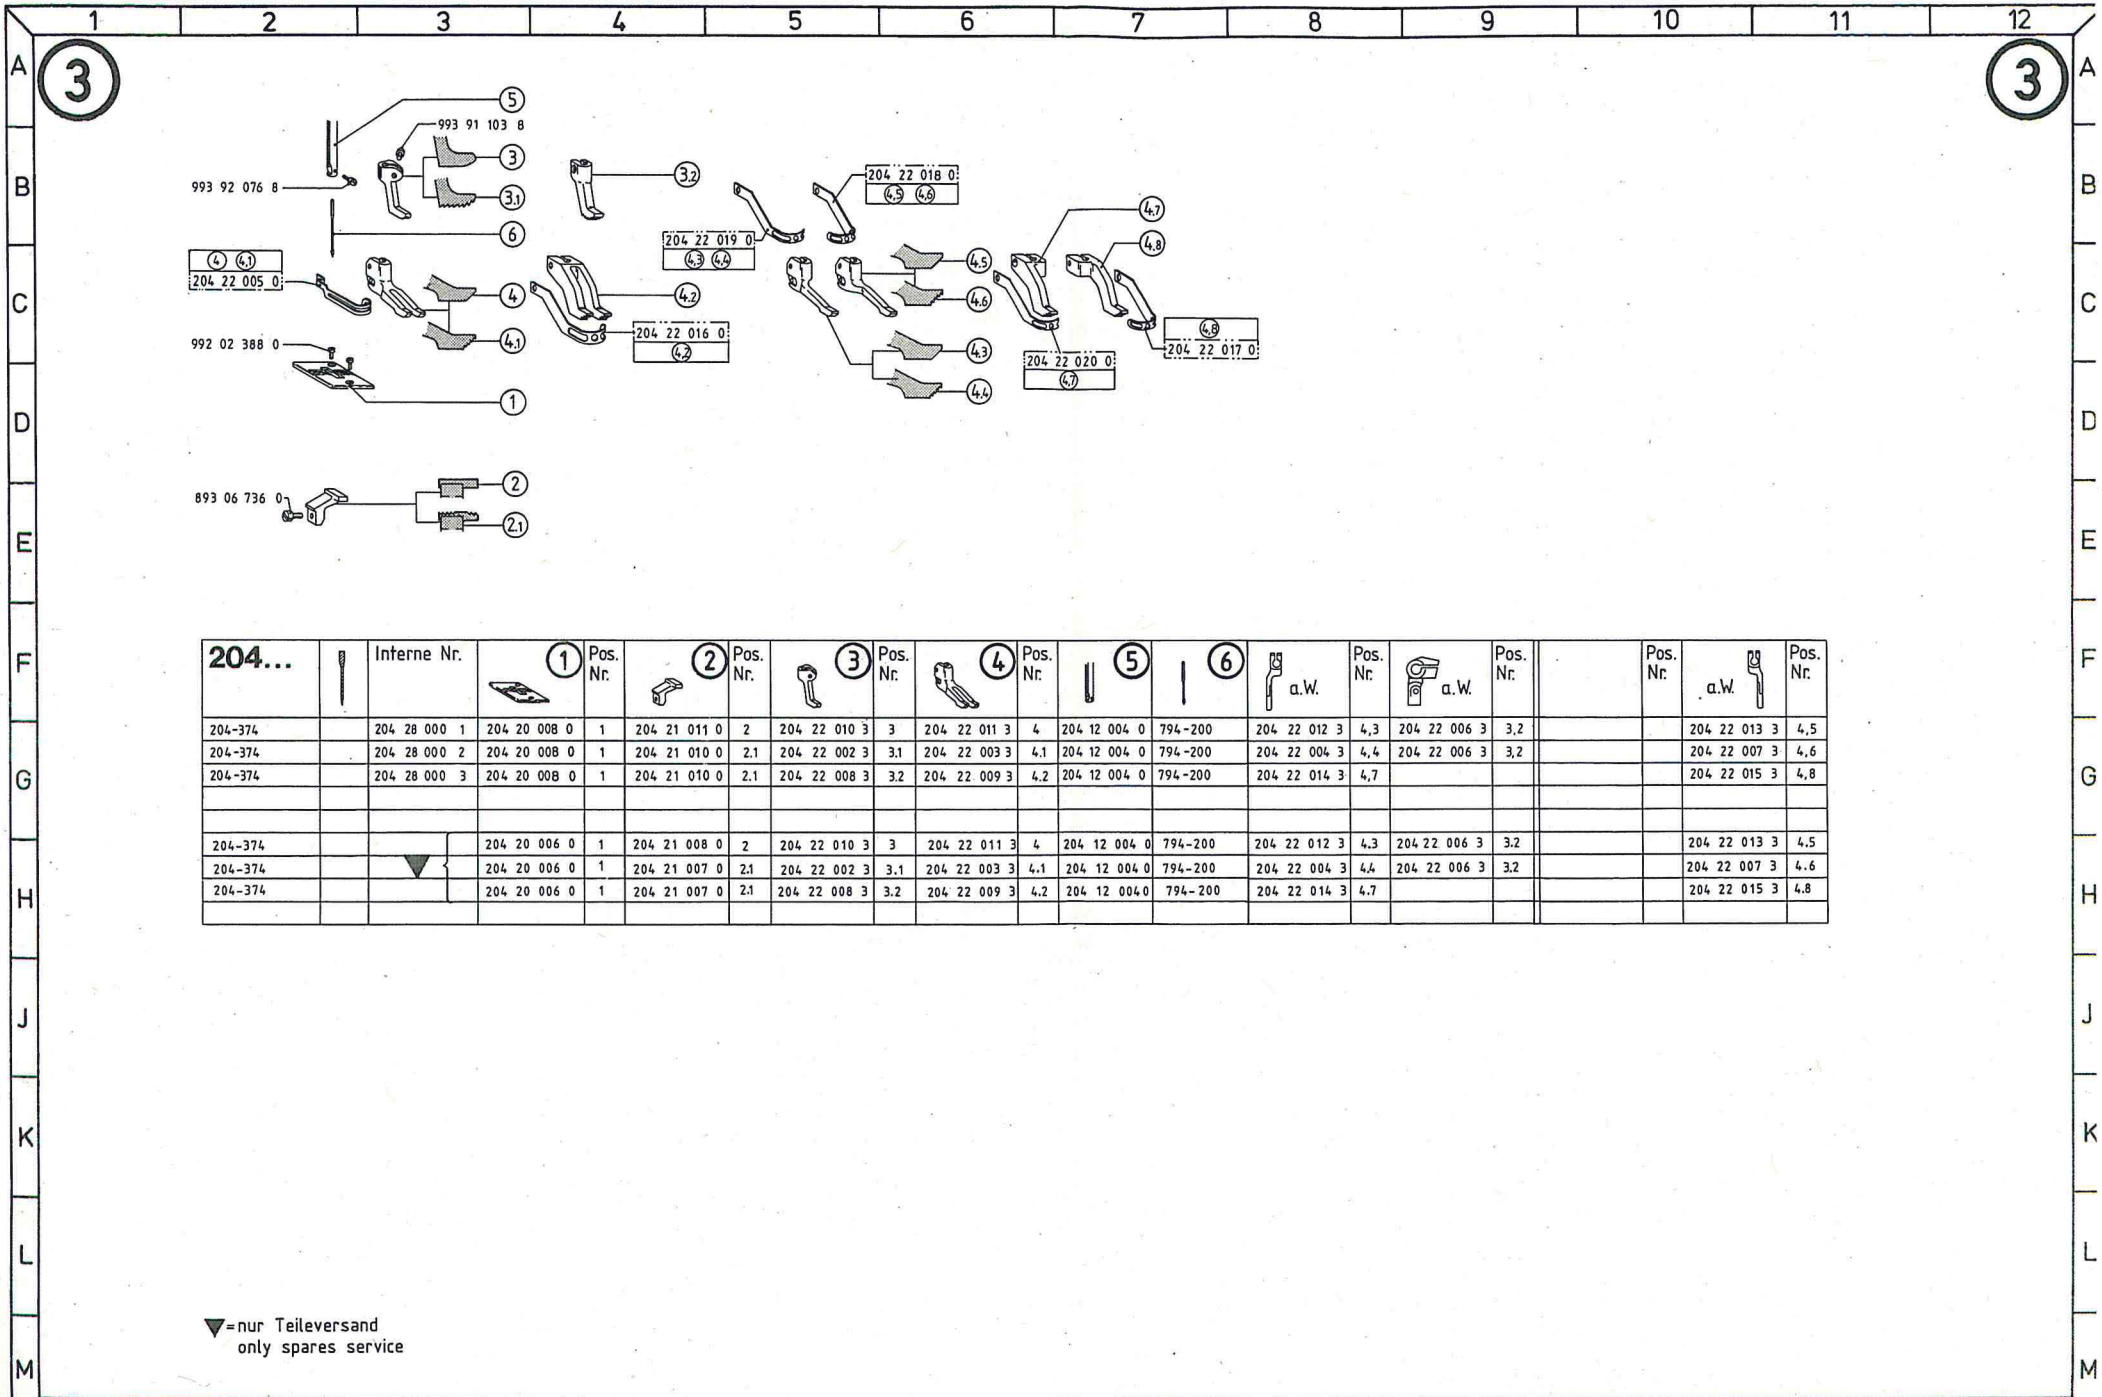 1 2 3 4 5 6 7 8 9 10 11 12
A A
3 3
5
993 91 103 8
3
3.2
204 22 018 0
4,5 4,6
B B
993 92 076 8
3.1
4.7
6
204 22 019 0
4,3 4,4
4.8
4 4,1
204 22 005 0
4.5
C C
4
4.2
4.6
204 22 016 0
4,2
4,8
204 22 017 0
992 02 388 0
4.1
4.3
204 22 020 0
4,7
4.4
1
D D
2
893 06 736 0
2.1
E E
F F
204... Interne Nr. 1 Pos. Nr. 2 Pos. Nr. 3 Pos. Nr. 4 Pos. Nr. 5 6 a.W. Pos. Nr. a.W. Pos. Nr. Pos. Nr. a.W. Pos. Nr.
204-374 204 28 000 1 204 20 008 0 1 204 21 011 0 2 204 22 010 3 3 204 22 011 3 4 204 12 004 0 794-200 204 22 012 3 4,3 204 22 006 3 3,2 204 22 013 3 4,5
204-374 204 28 000 2 204 20 008 0 1 204 21 010 0 2.1 204 22 002 3 3.1 204 22 003 3 4.1 204 12 004 0 794-200 204 22 004 3 4,4 204 22 006 3 3,2 204 22 007 3 4,6
G G
204-374 204 28 000 3 204 20 008 0 1 204 21 010 0 2.1 204 22 008 3 3.2 204 22 009 3 4.2 204 12 004 0 794-200 204 22 014 3 4,7 204 22 015 3 4,8
204-374 204 20 006 0 1 204 21 008 0 2 204 22 010 3 3 204 22 011 3 4 204 12 004 0 794-200 204 22 012 3 4.3 204 22 006 3 3.2 204 22 013 3 4.5
204-374 204 20 006 0 1 204 21 007 0 2.1 204 22 002 3 3.1 204 22 003 3 4.1 204 12 004 0 794-200 204 22 004 3 4.4 204 22 006 3 3.2 204 22 007 3 4.6
204-374 204 20 006 0 1 204 21 007 0 2.1 204 22 008 3 3.2 204 22 009 3 4.2 204 12 004 0 794-200 204 22 014 3 4.7 204 22 015 3 4.8
H H
J J
K K
L L
▼=nur Teileversand
only spares service
M M